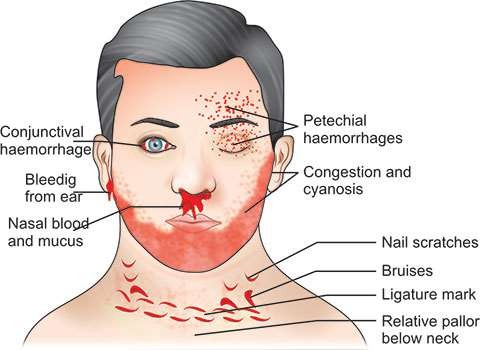 Conjunctival
haemorrhage
Bleedig
from ear
Nasal blood
and mucus
Petechial
haemorrhages
Congestion and
cyanosis
Nail scratches
Bruises
Ligature mark
Relative pallor
below neck